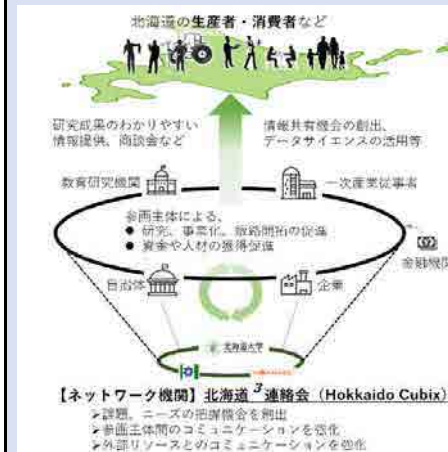 北海道の生産者・消費者など
研究成果のわかりやすい
情報提供、商談会など
情報共有機会の創出、
データサイエンスの活用等
教育研究機関
一次産業従事者
参画主体による、
● 研究、事業化、販路開拓の促進
● 資金や人材の獲得促進
金融機関
自治体
企業
北海道大学
【ネットワーク機関】北海道³連絡会（Hokkaido Cubix）
➢課題、ニーズの把握機会を創出
➢参画主体間のコミュニケーションを強化
➢外部リソースとのコミュニケーションを強化